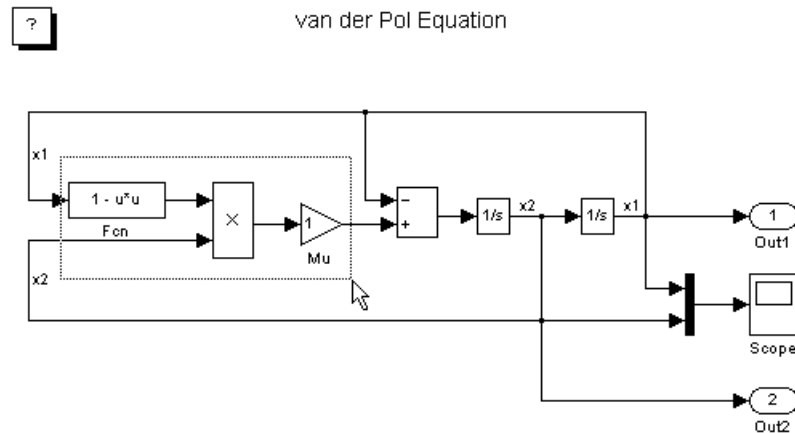 ?
van der Pol Equation
x1
1 - u*u
Fcn
×
1
Mu
−
+
1/s
x2
1/s
x1
1
Out1
x2
Scope
2
Out2